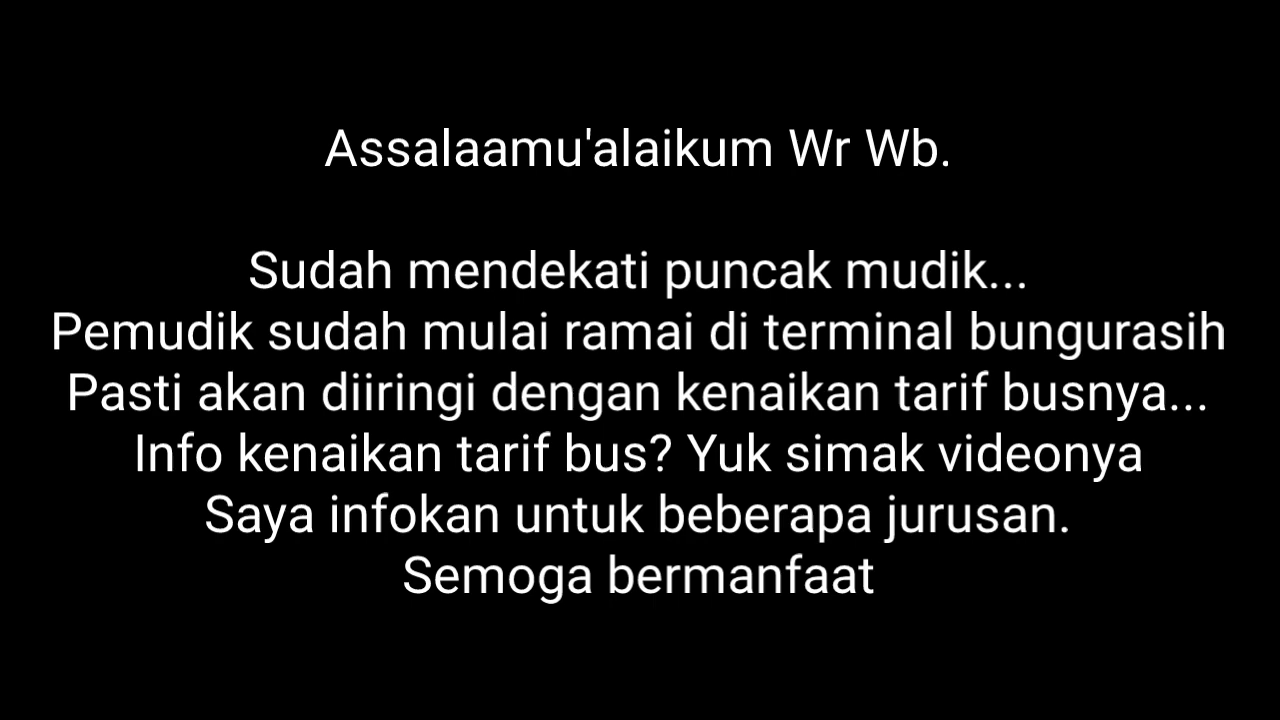 Assalaamu'alaikum Wr Wb.
Sudah mendekati puncak mudik...
Pemudik sudah mulai ramai di terminal bungurasih
Pasti akan diiringi dengan kenaikan tarif busnya...
Info kenaikan tarif bus? Yuk simak videonya
Saya infokan untuk beberapa jurusan.
Semoga bermanfaat